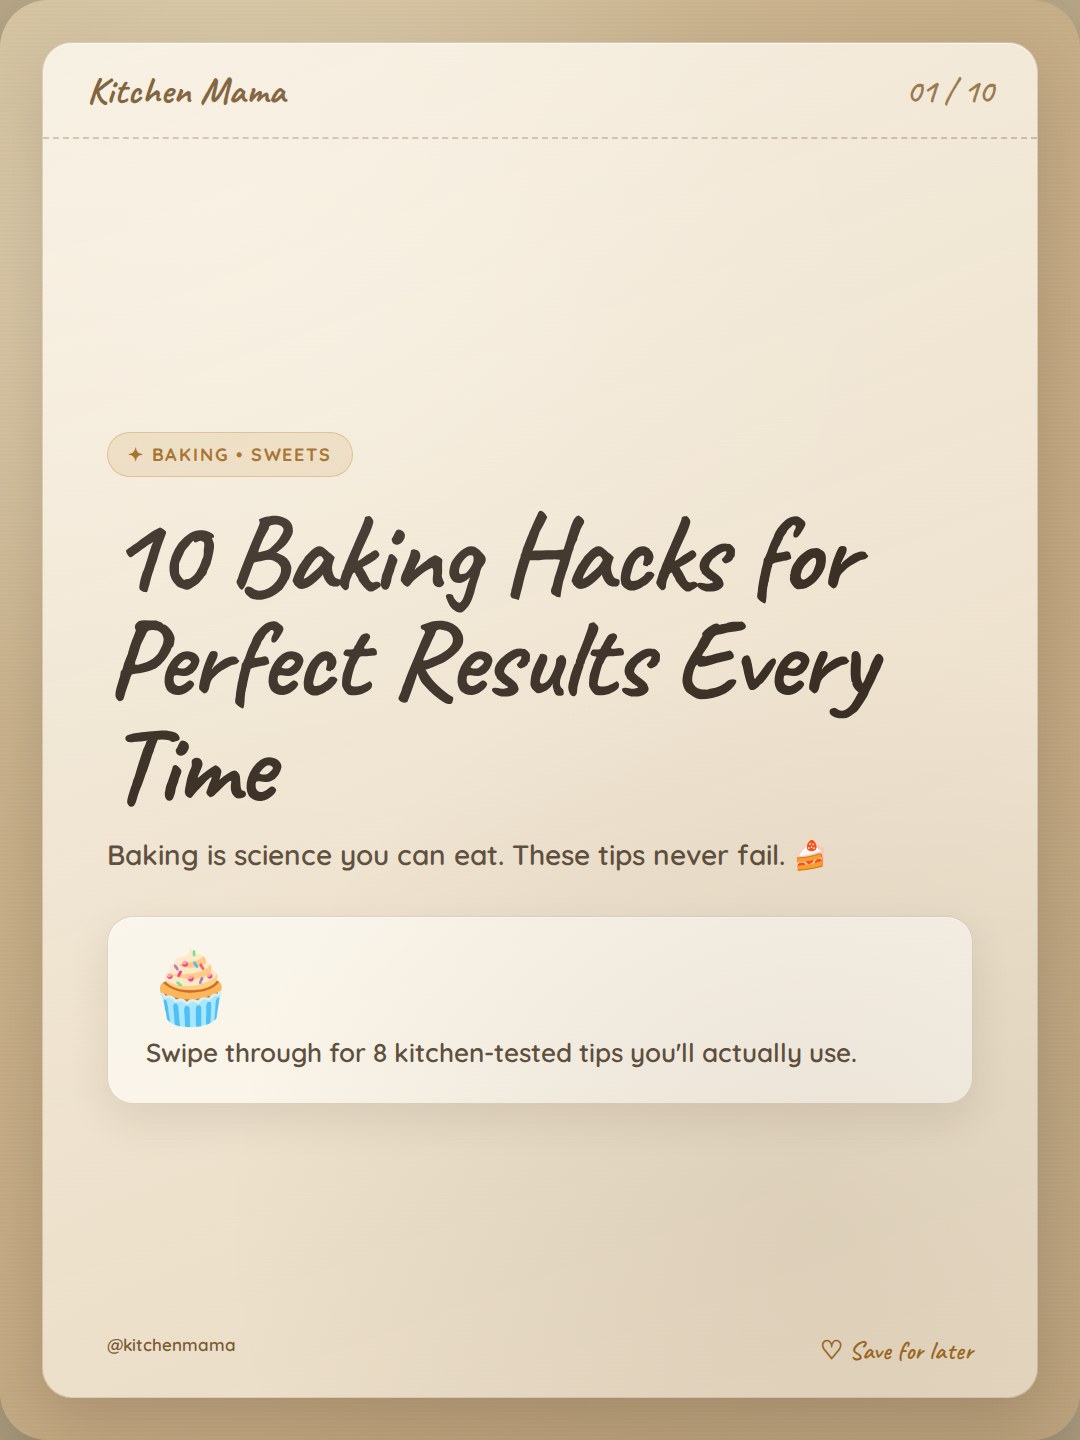 Kitchen Mama
01 / 10
✦ BAKING • SWEETS
10 Baking Hacks for
Perfect Results Every
Time
Baking is science you can eat. These tips never fail. 🍰
Swipe through for 8 kitchen-tested tips you'll actually use.
@kitchenmama
♡ Save for later